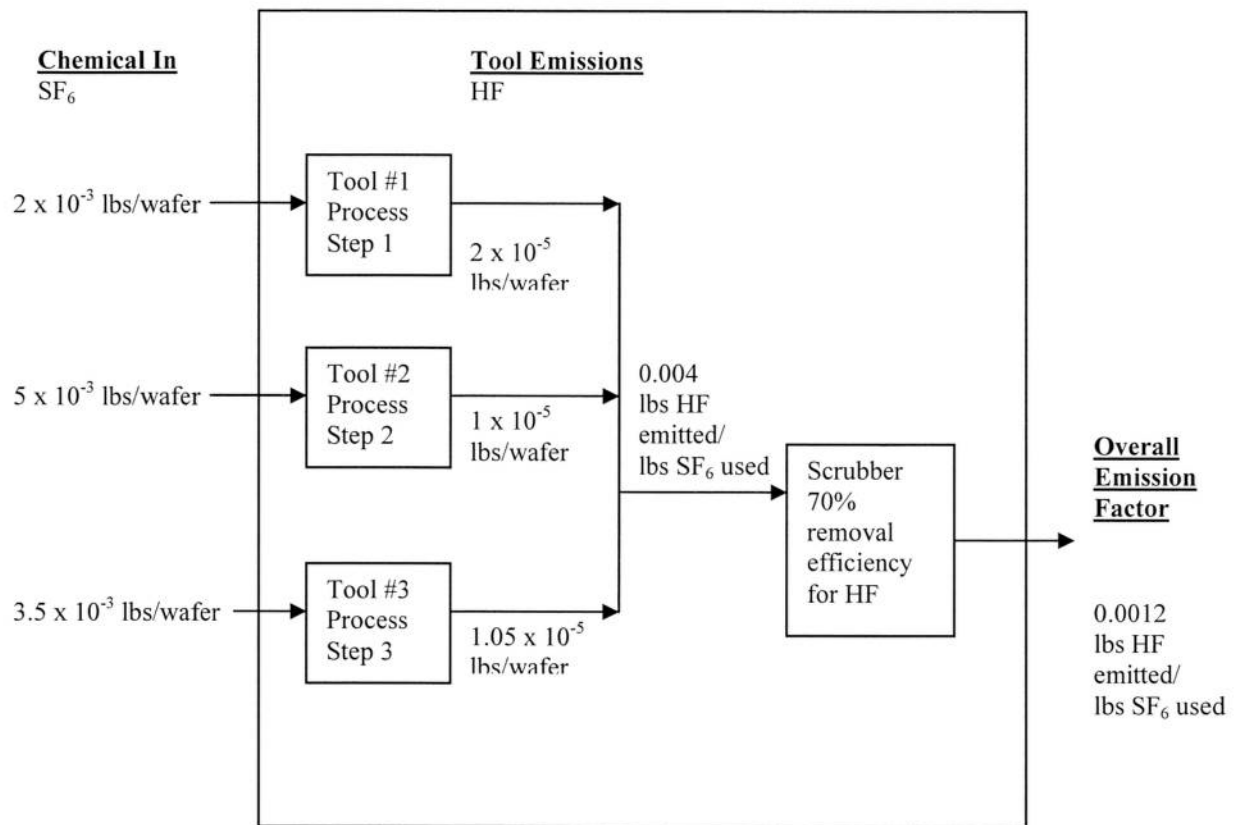 Chemical In
SF₆
Tool Emissions
HF
2 x 10⁻³ lbs/wafer
Tool #1
Process
Step 1
2 x 10⁻⁵
lbs/wafer
5 x 10⁻³ lbs/wafer
Tool #2
Process
Step 2
1 x 10⁻⁵
lbs/wafer
0.004
lbs HF
emitted/
lbs SF₆ used
3.5 x 10⁻³ lbs/wafer
Tool #3
Process
Step 3
1.05 x 10⁻⁵
lbs/wafer
Scrubber
70%
removal
efficiency
for HF
Overall
Emission
Factor
0.0012
lbs HF
emitted/
lbs SF₆ used